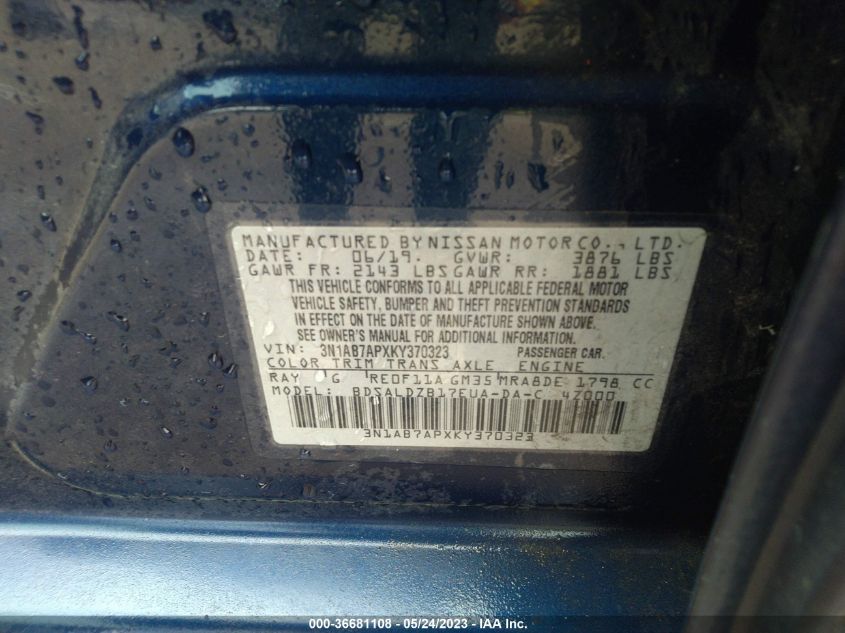 MANUFACTURED BY NISSAN MOTOR CO., LTD.
DATE: 06/19. GVWR: 3876 LBS
GAWR FR: 2143 LBS GAWR RR: 1881 LBS
THIS VEHICLE CONFORMS TO ALL APPLICABLE FEDERAL MOTOR
VEHICLE SAFETY, BUMPER AND THEFT PREVENTION STANDARDS
IN EFFECT ON THE DATE OF MANUFACTURE SHOWN ABOVE.
SEE OWNER'S MANUAL FOR ADDITIONAL INFORMATION
VIN: 3N1AB7APXKY370323 PASSENGER CAR.
COLOR TRIM TRANS AXLE ENGINE
RAY G RE0F11A GM35 MRA8DE 1798 CC
MODEL: BDSALDZB17EUA-DA-C 4Z000
3N1AB7APXKY370323
000-36681108 - 05/24/2023 - IAA Inc.